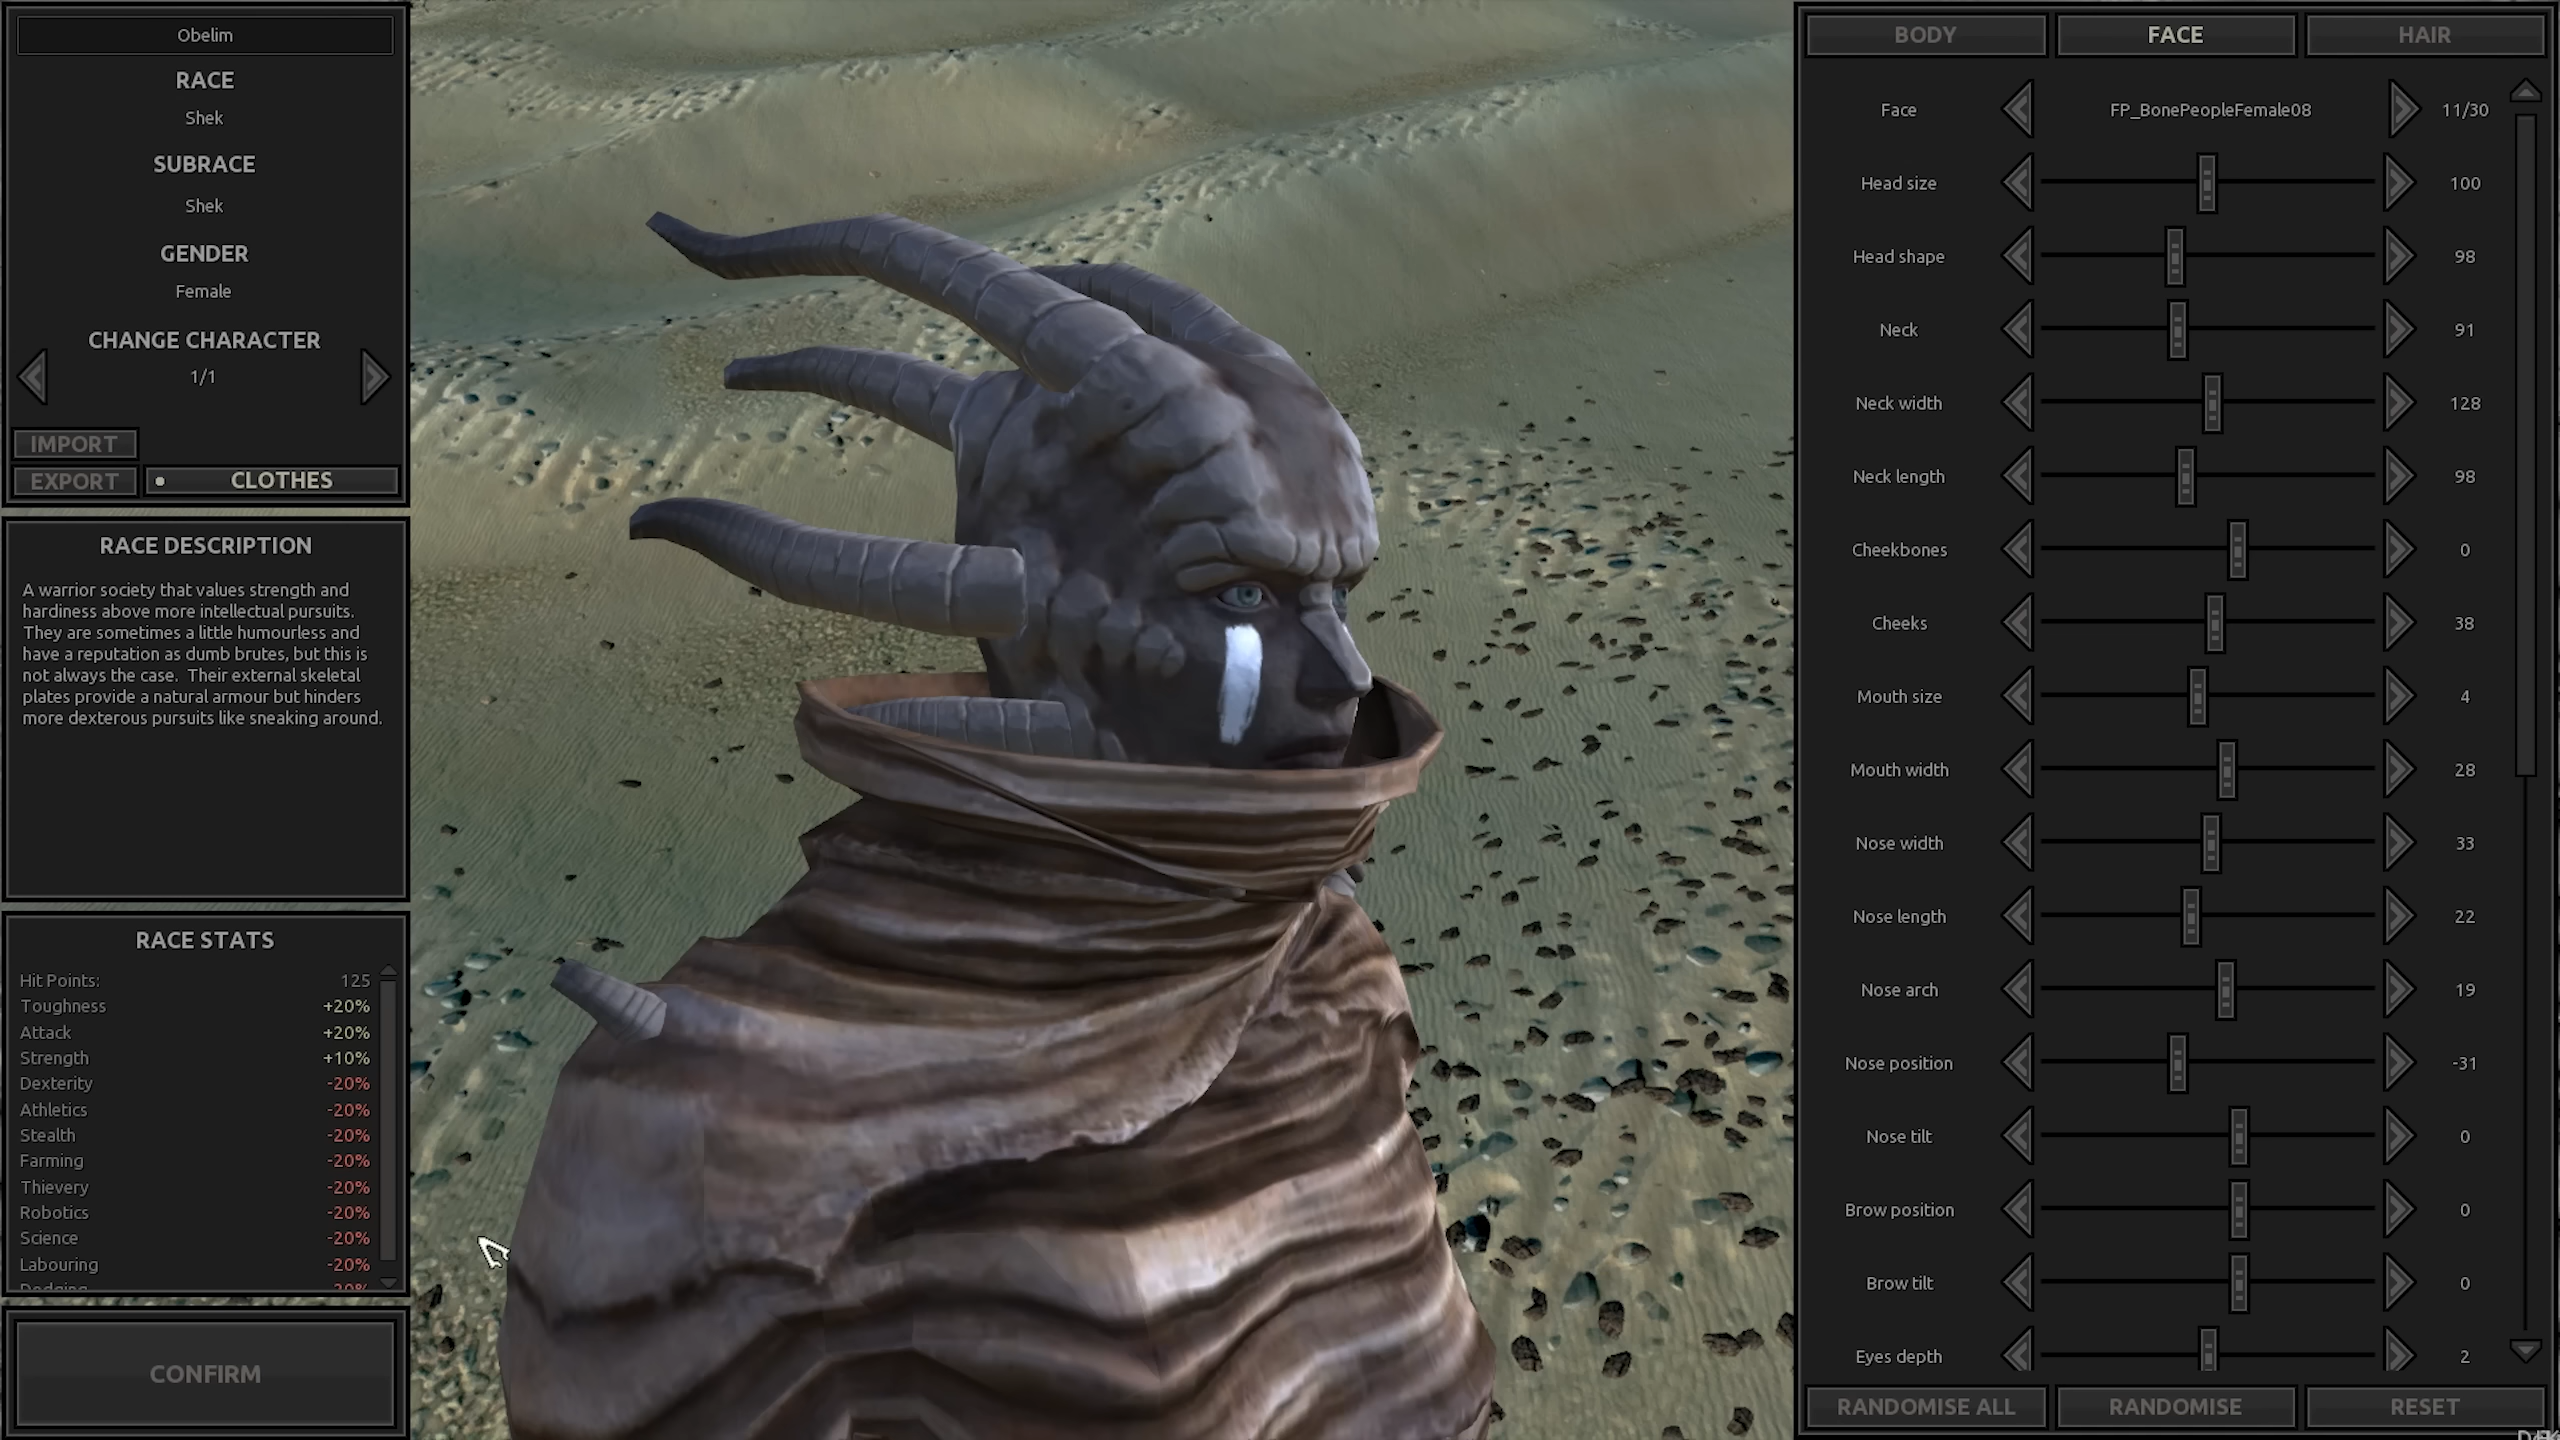 Obelim
RACE
Shek
SUBRACE
Shek
GENDER
Female
CHANGE CHARACTER
1/1
IMPORT
EXPORT
CLOTHES
RACE DESCRIPTION
A warrior society that values strength and
hardiness above more intellectual pursuits.
They are sometimes a little humourless and
have a reputation as dumb brutes, but this is
not always the case. Their external skeletal
plates provide a natural armour but hinders
more dexterous pursuits like sneaking around.
RACE STATS
Hit Points: 125
Toughness +20%
Attack +20%
Strength +10%
Dexterity -20%
Athletics -20%
Stealth -20%
Farming -20%
Thievery -20%
Robotics -20%
Science -20%
Labouring -20%
CONFIRM
BODY FACE HAIR
Face FP_BonePeopleFemale08 11/30
Head size 100
Head shape 98
Neck 91
Neck width 128
Neck length 98
Cheekbones 0
Cheeks 38
Mouth size 4
Mouth width 28
Nose width 33
Nose length 22
Nose arch 19
Nose position -31
Nose tilt 0
Brow position 0
Brow tilt 0
Eyes depth 2
RANDOMISE ALL RANDOMISE RESET